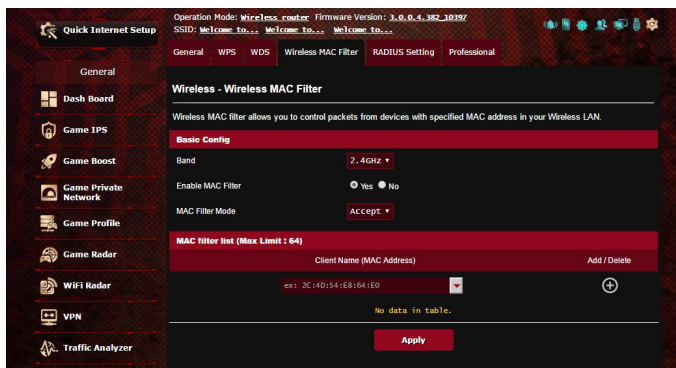 Quick Internet Setup
Operation Mode: Wireless router Firmware Version: 3.0.0.4.382_10397
SSID: Welcome to... Welcome to... Welcome to...
General WPS WDS Wireless MAC Filter RADIUS Setting Professional
General
Dash Board
Game IPS
Game Boost
Game Private
Network
Game Profile
Game Radar
WiFi Radar
VPN
Traffic Analyzer
Wireless - Wireless MAC Filter
Wireless MAC filter allows you to control packets from devices with specified MAC address in your Wireless LAN.
Basic Config
Band 2.4GHz
Enable MAC Filter Yes No
MAC Filter Mode Accept
MAC filter list (Max Limit : 64)
Client Name (MAC Address) Add / Delete
ex: 2C:4D:54:E8:64:E0
No data in table.
Apply